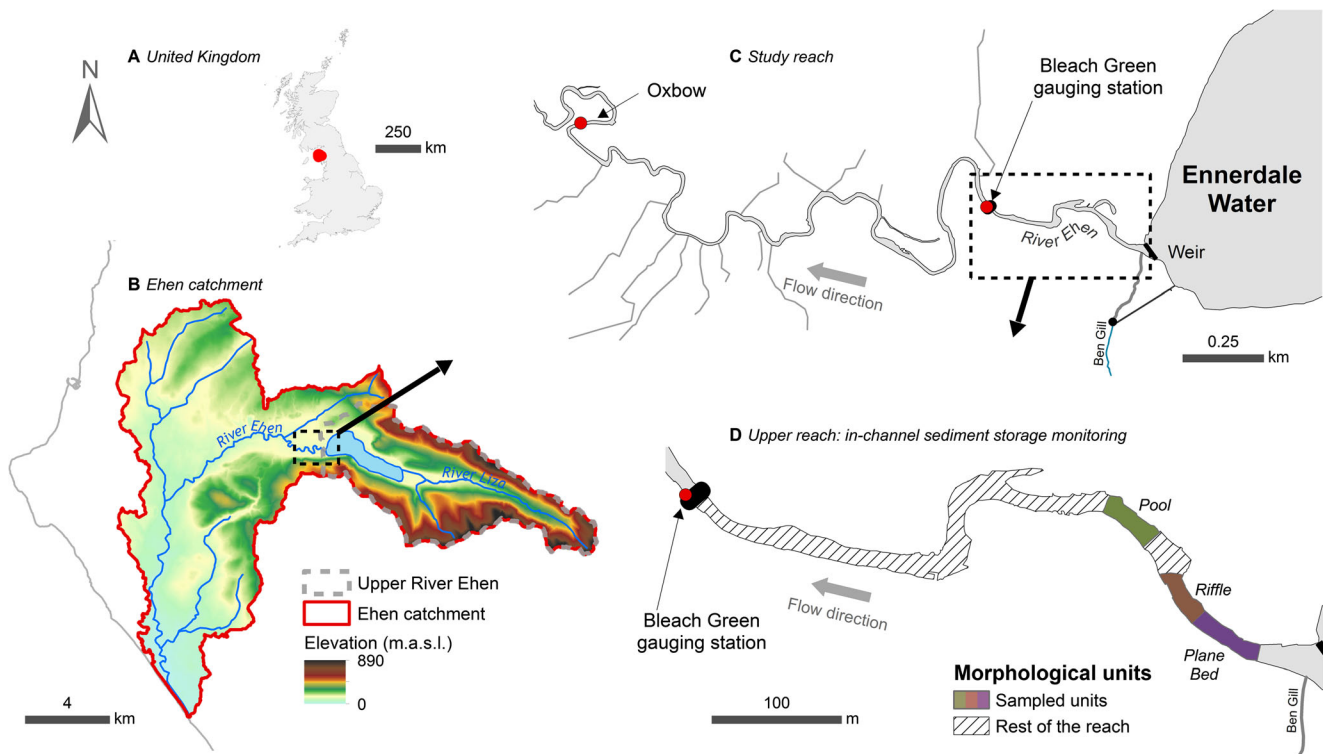 A United Kingdom
N
250
km
B Ehen catchment
River Ehen
River Liza
Upper River Ehen
Ehen catchment
Elevation (m.a.s.l.)
890
0
4
km
C Study reach
Oxbow
Bleach Green
gauging station
Ennerdale
Water
River Ehen
Weir
Flow direction
Ben Gill
0.25
km
D Upper reach: in-channel sediment storage monitoring
Pool
Riffle
Plane
Bed
Flow direction
Bleach Green
gauging station
Morphological units
Sampled units
Rest of the reach
100
m
Ben Gill